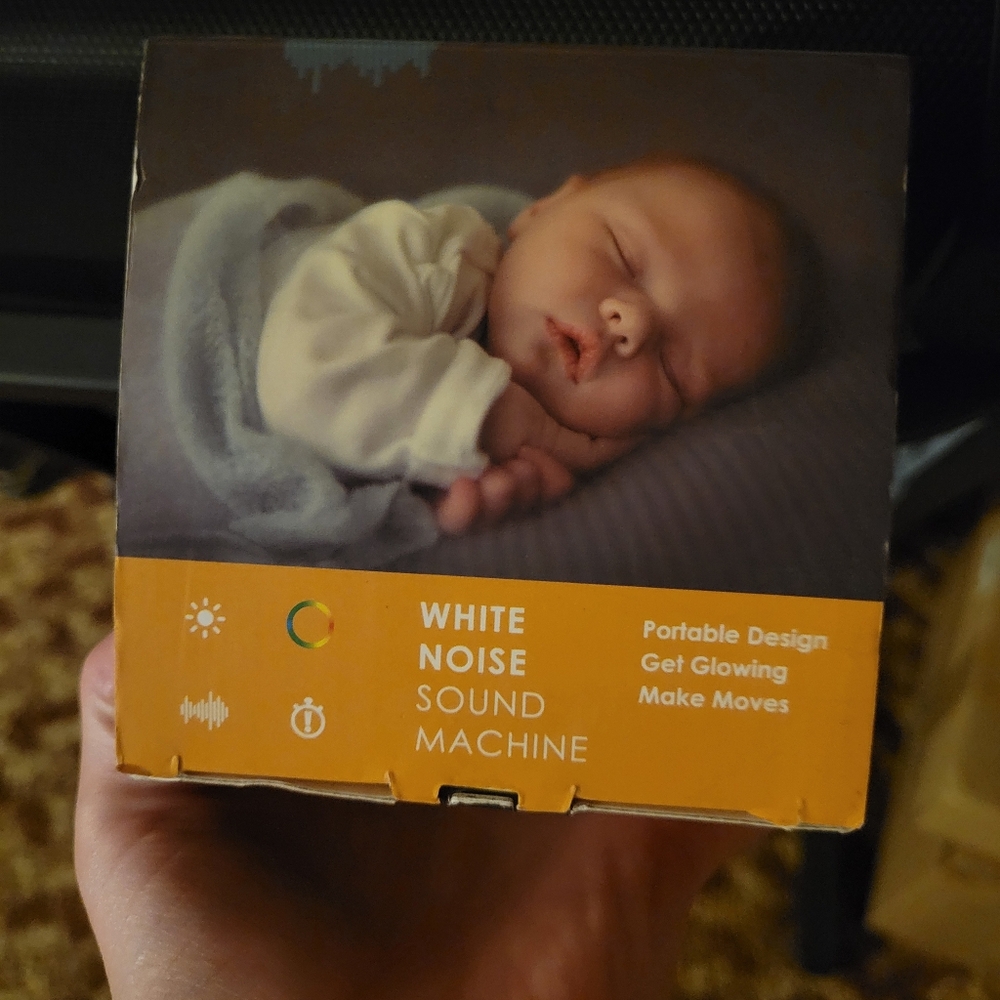 WHITE
NOISE
SOUND
MACHINE
Portable Design
Get Glowing
Make Moves